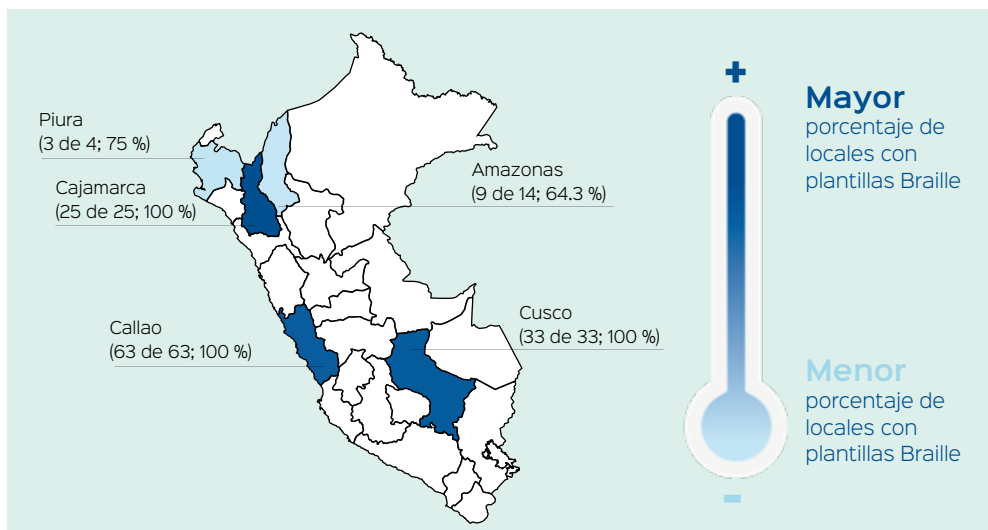 Piura
(3 de 4; 75 %)
Cajamarca
(25 de 25; 100 %)
Amazonas
(9 de 14; 64.3 %)
Callao
(63 de 63; 100 %)
Cusco
(33 de 33; 100 %)
+
Mayor
porcentaje de
locales con
plantillas Braille
Menor
porcentaje de
locales con
plantillas Braille
-